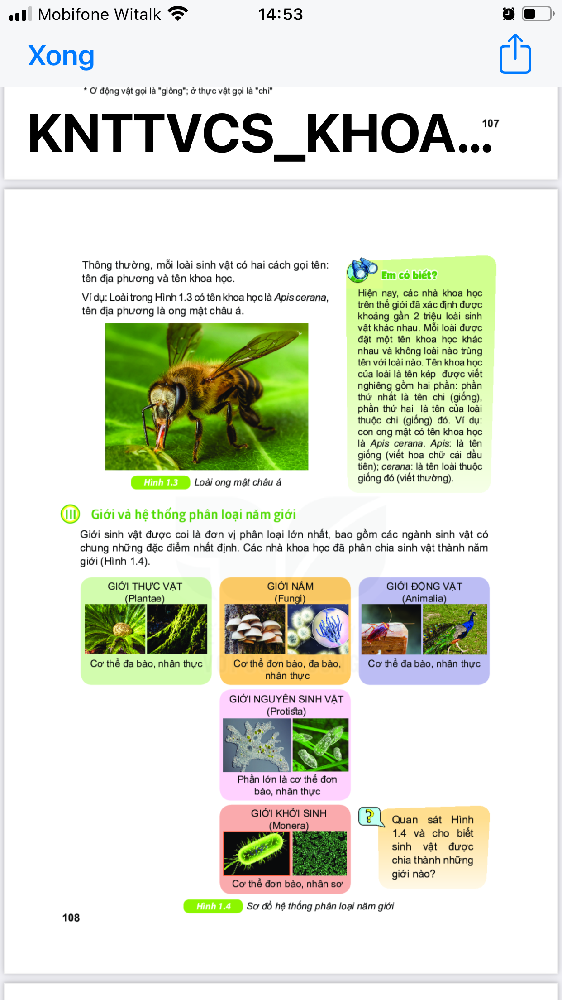 Mobifone Witalk
14:53
Xong
* Ở động vật gọi là "giống"; ở thực vật gọi là "chi"
107
KNTTVCS_KHOA...
Thông thường, mỗi loài sinh vật có hai cách gọi tên:
tên địa phương và tên khoa học.
Ví dụ: Loài trong Hình 1.3 có tên khoa học là Apis cerana,
tên địa phương là ong mật châu á.
Hình 1.3 Loài ong mật châu á
Em có biết?
Hiện nay, các nhà khoa học
trên thế giới đã xác định được
khoảng gần 2 triệu loài sinh
vật khác nhau. Mỗi loài được
đặt một tên khoa học khác
nhau và không loài nào trùng
tên với loài nào. Tên khoa học
của loài là tên kép được viết
nghiêng gồm hai phần: phần
thứ nhất là tên chi (giống),
phần thứ hai là tên của loài
thuộc chi (giống) đó. Ví dụ:
con ong mật có tên khoa học
là Apis cerana. Apis: là tên
giống (viết hoa chữ cái đầu
tiên); cerana: là tên loài thuộc
giống đó (viết thường).
III Giới và hệ thống phân loại năm giới
Giới sinh vật được coi là đơn vị phân loại lớn nhất, bao gồm các ngành sinh vật có
chung những đặc điểm nhất định. Các nhà khoa học đã phân chia sinh vật thành năm
giới (Hình 1.4).
GIỚI THỰC VẬT
(Plantae)
Cơ thể đa bào, nhân thực
GIỚI NẤM
(Fungi)
Cơ thể đơn bào, đa bào,
nhân thực
GIỚI ĐỘNG VẬT
(Animalia)
Cơ thể đa bào, nhân thực
GIỚI NGUYÊN SINH VẬT
(Protista)
Phần lớn là cơ thể đơn
bào, nhân thực
GIỚI KHỞI SINH
(Monera)
Cơ thể đơn bào, nhân sơ
?
Quan sát Hình
1.4 và cho biết
sinh vật được
chia thành những
giới nào?
Hình 1.4 Sơ đồ hệ thống phân loại năm giới
108